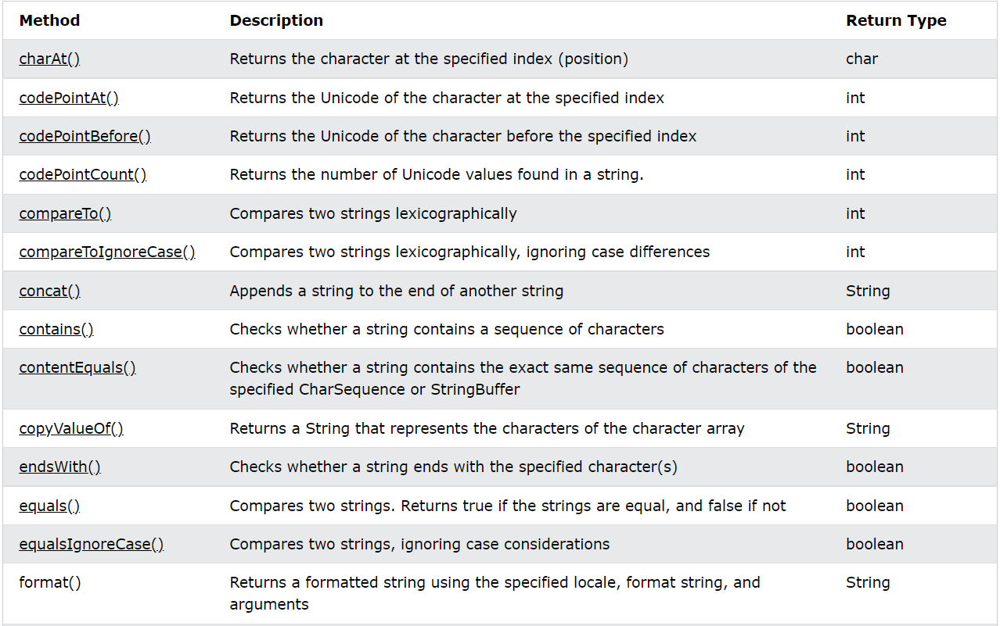 Method Description Return Type
charAt() Returns the character at the specified index (position) char
codePointAt() Returns the Unicode of the character at the specified index int
codePointBefore() Returns the Unicode of the character before the specified index int
codePointCount() Returns the number of Unicode values found in a string. int
compareTo() Compares two strings lexicographically int
compareToIgnoreCase() Compares two strings lexicographically, ignoring case differences int
concat() Appends a string to the end of another string String
contains() Checks whether a string contains a sequence of characters boolean
contentEquals() Checks whether a string contains the exact same sequence of characters of the boolean
specified CharSequence or StringBuffer
copyValueOf() Returns a String that represents the characters of the character array String
endsWith() Checks whether a string ends with the specified character(s) boolean
equals() Compares two strings. Returns true if the strings are equal, and false if not boolean
equalsIgnoreCase() Compares two strings, ignoring case considerations boolean
format() Returns a formatted string using the specified locale, format string, and String
arguments